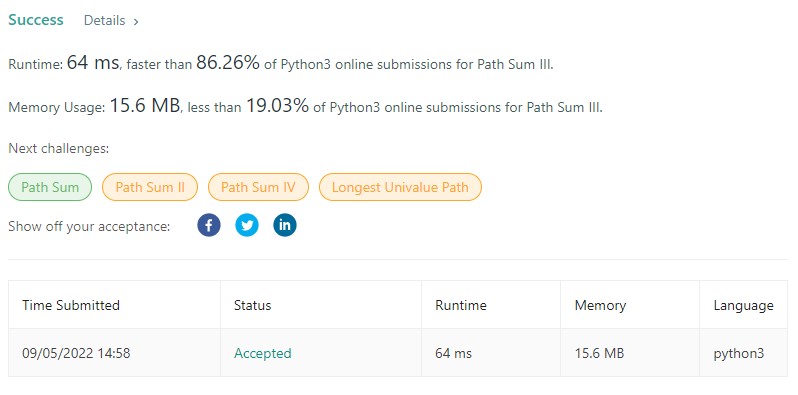 Success Details >
Runtime: 64 ms, faster than 86.26% of Python3 online submissions for Path Sum III.
Memory Usage: 15.6 MB, less than 19.03% of Python3 online submissions for Path Sum III.
Next challenges:
Path Sum Path Sum II Path Sum IV Longest Univalue Path
Show off your acceptance: f in
Time Submitted Status Runtime Memory Language
09/05/2022 14:58 Accepted 64 ms 15.6 MB python3